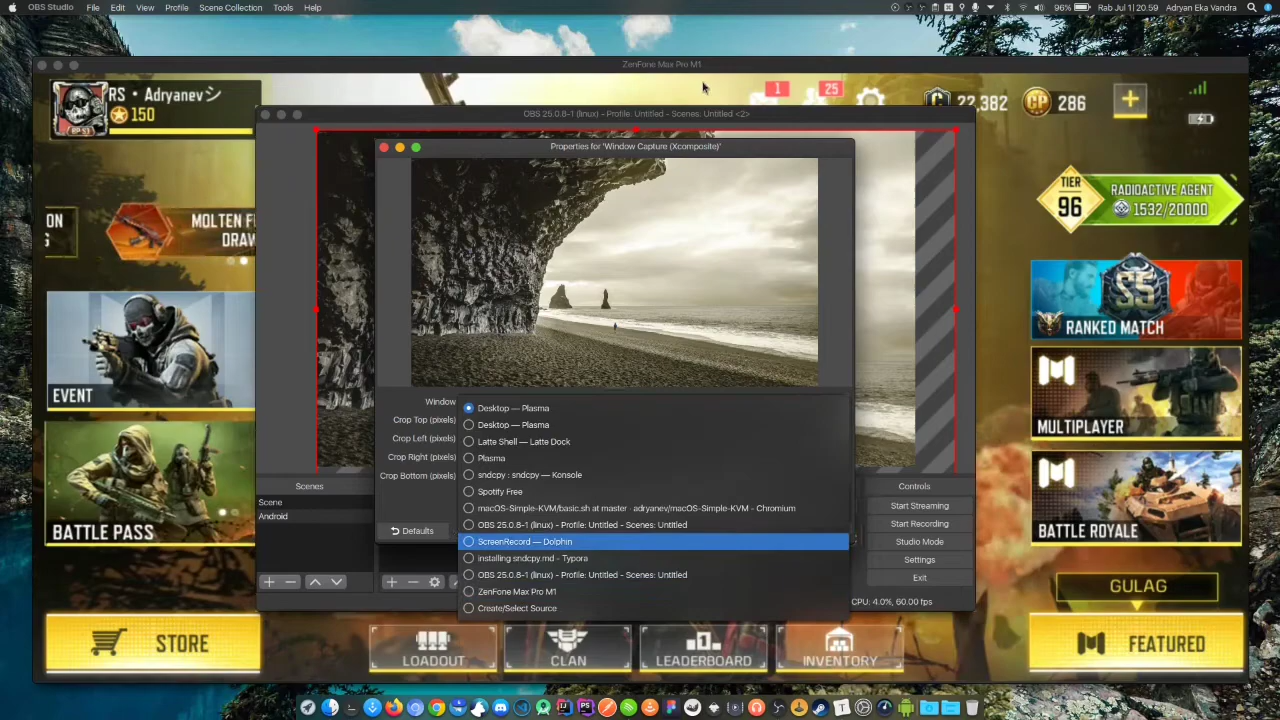 OBS Studio File Edit View Profile Scene Collection Tools Help
96% Rab Jul 1| 20.59 Adryan Eka Vandra
ZenFone Max Pro M1
RS • Adryanevシ
150
1
25
22,382
CP 286
OBS 25.0.8-1 (linux) - Profile: Untitled - Scenes: Untitled <2>
Properties for 'Window Capture (Xcomposite)'
TIER
96
RADIOACTIVE AGENT
1532/20000
ON
MOLTEN F
DRAW
S5
RANKED MATCH
EVENT
MULTIPLAYER
BATTLE PASS
BATTLE ROYALE
Window
Crop Top (pixels)
Crop Left (pixels)
Crop Right (pixels)
Crop Bottom (pixels)
Defaults
Desktop — Plasma
Desktop — Plasma
Latte Shell — Latte Dock
Plasma
sndcpy : sndcpy — Konsole
Spotify Free
macOS-Simple-KVM/basic.sh at master · adryanev/macOS-Simple-KVM - Chromium
OBS 25.0.8-1 (linux) - Profile: Untitled - Scenes: Untitled
ScreenRecord — Dolphin
installing sndcpy.md - Typora
OBS 25.0.8-1 (linux) - Profile: Untitled - Scenes: Untitled
ZenFone Max Pro M1
Create/Select Source
Scenes
Scene
Android
Controls
Start Streaming
Start Recording
Studio Mode
Settings
Exit
CPU: 4.0%, 60.00 fps
GULAG
STORE
LOADOUT
CLAN
LEADERBOARD
INVENTORY
FEATURED